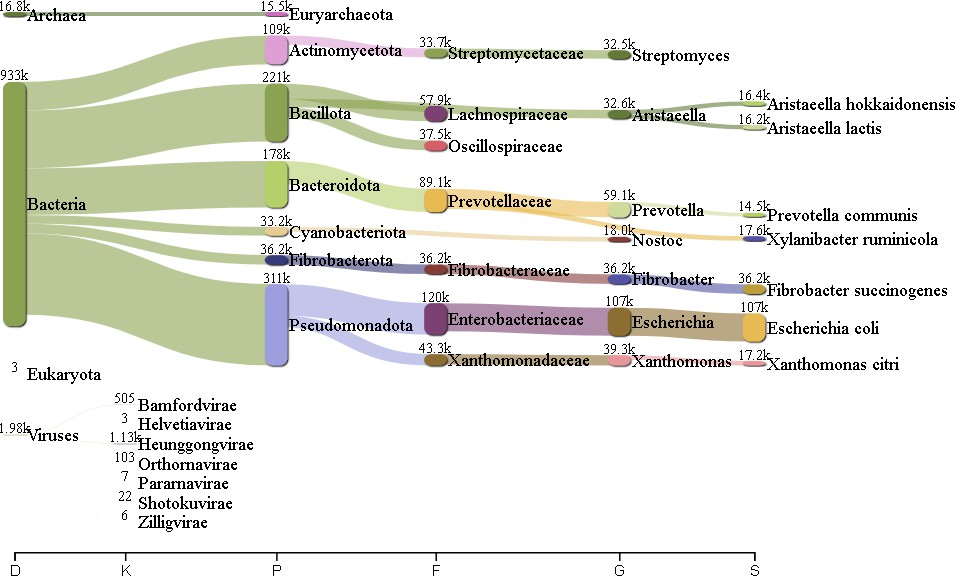 16.8k Archaea 15.5k Euryarchaeota
109k Actinomycetota 33.7k Streptomycetaceae 32.5k Streptomyces
933k Bacteria
221k Bacillota 57.9k Lachnospiraceae 32.6k Aristaeella 16.4k Aristaeella hokkaidonensis
16.2k Aristaeella lactis
37.5k Oscillospiraceae
178k Bacteroidota 89.1k Prevotellaceae 59.1k Prevotella 14.5k Prevotella communis
33.2k Cyanobacteriota 18.0k Nostoc 17.6k Xylanibacter ruminicola
36.2k Fibrobacterota 36.2k Fibrobacteraceae 36.2k Fibrobacter 36.2k Fibrobacter succinogenes
311k Pseudomonadota 120k Enterobacteriaceae 107k Escherichia 107k Escherichia coli
43.3k Xanthomonadaceae 39.3k Xanthomonas 17.2k Xanthomonas citri
3 Eukaryota
505 Bamfordvirae
3 Helvetiavirae
1.98k Viruses 1.13k Heunggongvirae
103 Orthornavirae
7 Pararnavirae
22 Shotokuvirae
6 Zilligvirae
D K P F G S